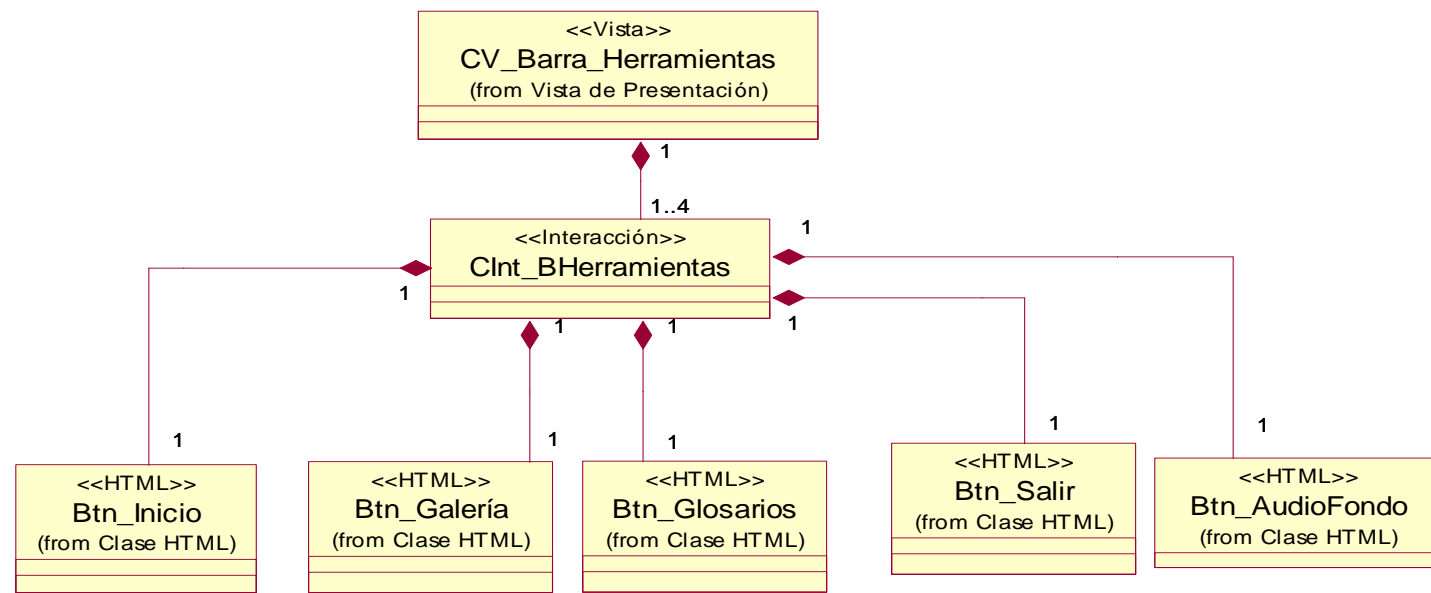 <<Vista>>
CV_Barra_Herramientas
(from Vista de Presentación)
1
1..4
1
<<Interacción>>
CInt_BHerramientas
1
1
1
1
1
1
1
1
1
<<HTML>>
Btn_Inicio
(from Clase HTML)
<<HTML>>
Btn_Galería
(from Clase HTML)
<<HTML>>
Btn_Glosarios
(from Clase HTML)
<<HTML>>
Btn_Salir
(from Clase HTML)
<<HTML>>
Btn_AudioFondo
(from Clase HTML)